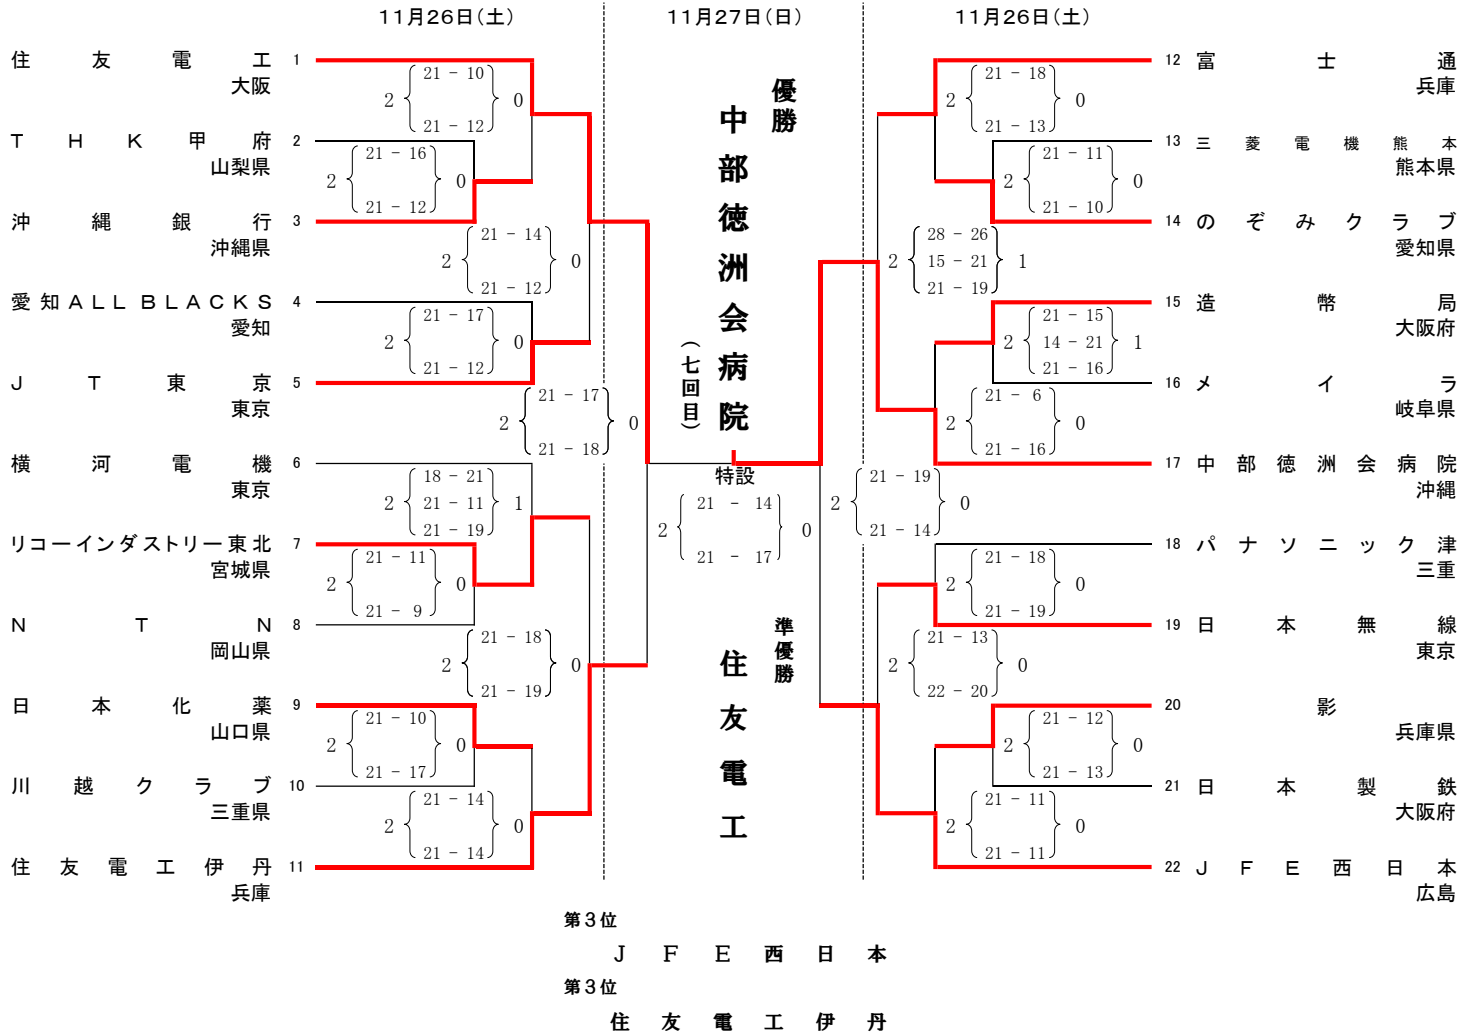 11月26日（土）
11月27日（日）
11月26日（土）
住友電工 1
大阪
21 - 10
2 0
21 - 12
THK甲府 2
山梨県
21 - 16
2 0
21 - 12
沖縄銀行 3
沖縄県
21 - 14
2 0
21 - 12
愛知ALL BLACKS 4
愛知
21 - 17
2 0
21 - 12
JT東京 5
東京
21 - 17
2 0
21 - 18
横河電機 6
東京
18 - 21
2 21 - 11 1
21 - 19
リコーインダストリー東北 7
宮城県
21 - 11
2 0
21 - 9
NTN 8
岡山県
21 - 18
2 0
21 - 19
日本化薬 9
山口県
21 - 10
2 0
21 - 17
川越クラブ 10
三重県
21 - 14
2 0
21 - 14
住友電工伊丹 11
兵庫
優勝
中部徳洲会病院
（七回目）
特設
21 - 14
2 0
21 - 17
準優勝
住友電工
12 富士通
兵庫
21 - 18
2 0
21 - 13
13 三菱電機熊本
熊本県
21 - 11
2 0
21 - 10
14 のぞみクラブ
愛知県
28 - 26
2 15 - 21 1
21 - 19
15 造幣局
大阪府
21 - 15
2 14 - 21 1
21 - 16
16 メイラ
岐阜県
21 - 6
2 0
21 - 16
17 中部徳洲会病院
沖縄
21 - 19
2 0
21 - 14
18 パナソニック津
三重
21 - 18
2 0
21 - 19
19 日本無線
東京
21 - 13
2 0
22 - 20
20 影
兵庫県
21 - 12
2 0
21 - 13
21 日本製鉄
大阪府
21 - 11
2 0
21 - 11
22 JFE西日本
広島
第3位
JFE西日本
第3位
住友電工伊丹